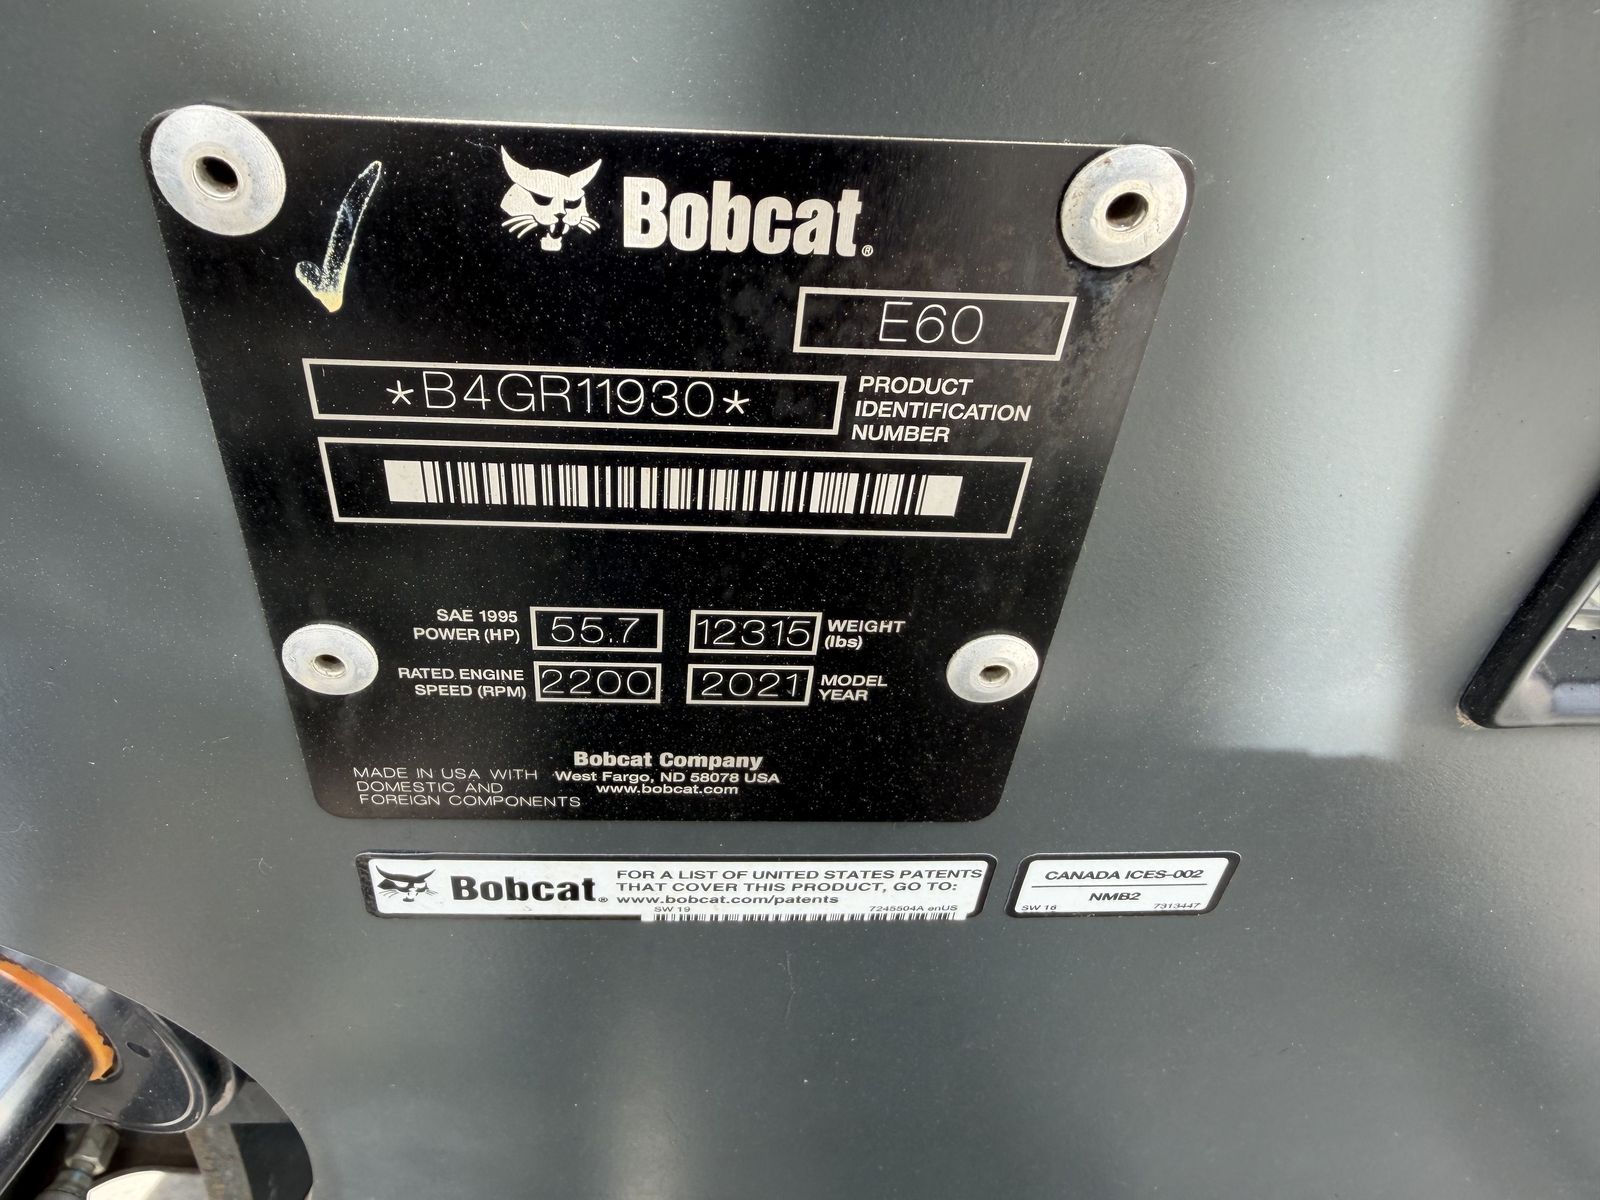 Bobcat®
E60
*B4GR11930*
PRODUCT
IDENTIFICATION
NUMBER
SAE 1995
POWER (HP)
55.7
12315
WEIGHT
(lbs)
RATED ENGINE
SPEED (RPM)
2200
2021
MODEL
YEAR
Bobcat Company
West Fargo, ND 58078 USA
www.bobcat.com
MADE IN USA WITH
DOMESTIC AND
FOREIGN COMPONENTS
Bobcat®
FOR A LIST OF UNITED STATES PATENTS
THAT COVER THIS PRODUCT, GO TO:
www.bobcat.com/patents
SW 19 7245504A enUS
CANADA ICES-002
NMB2
SW 18 7313447